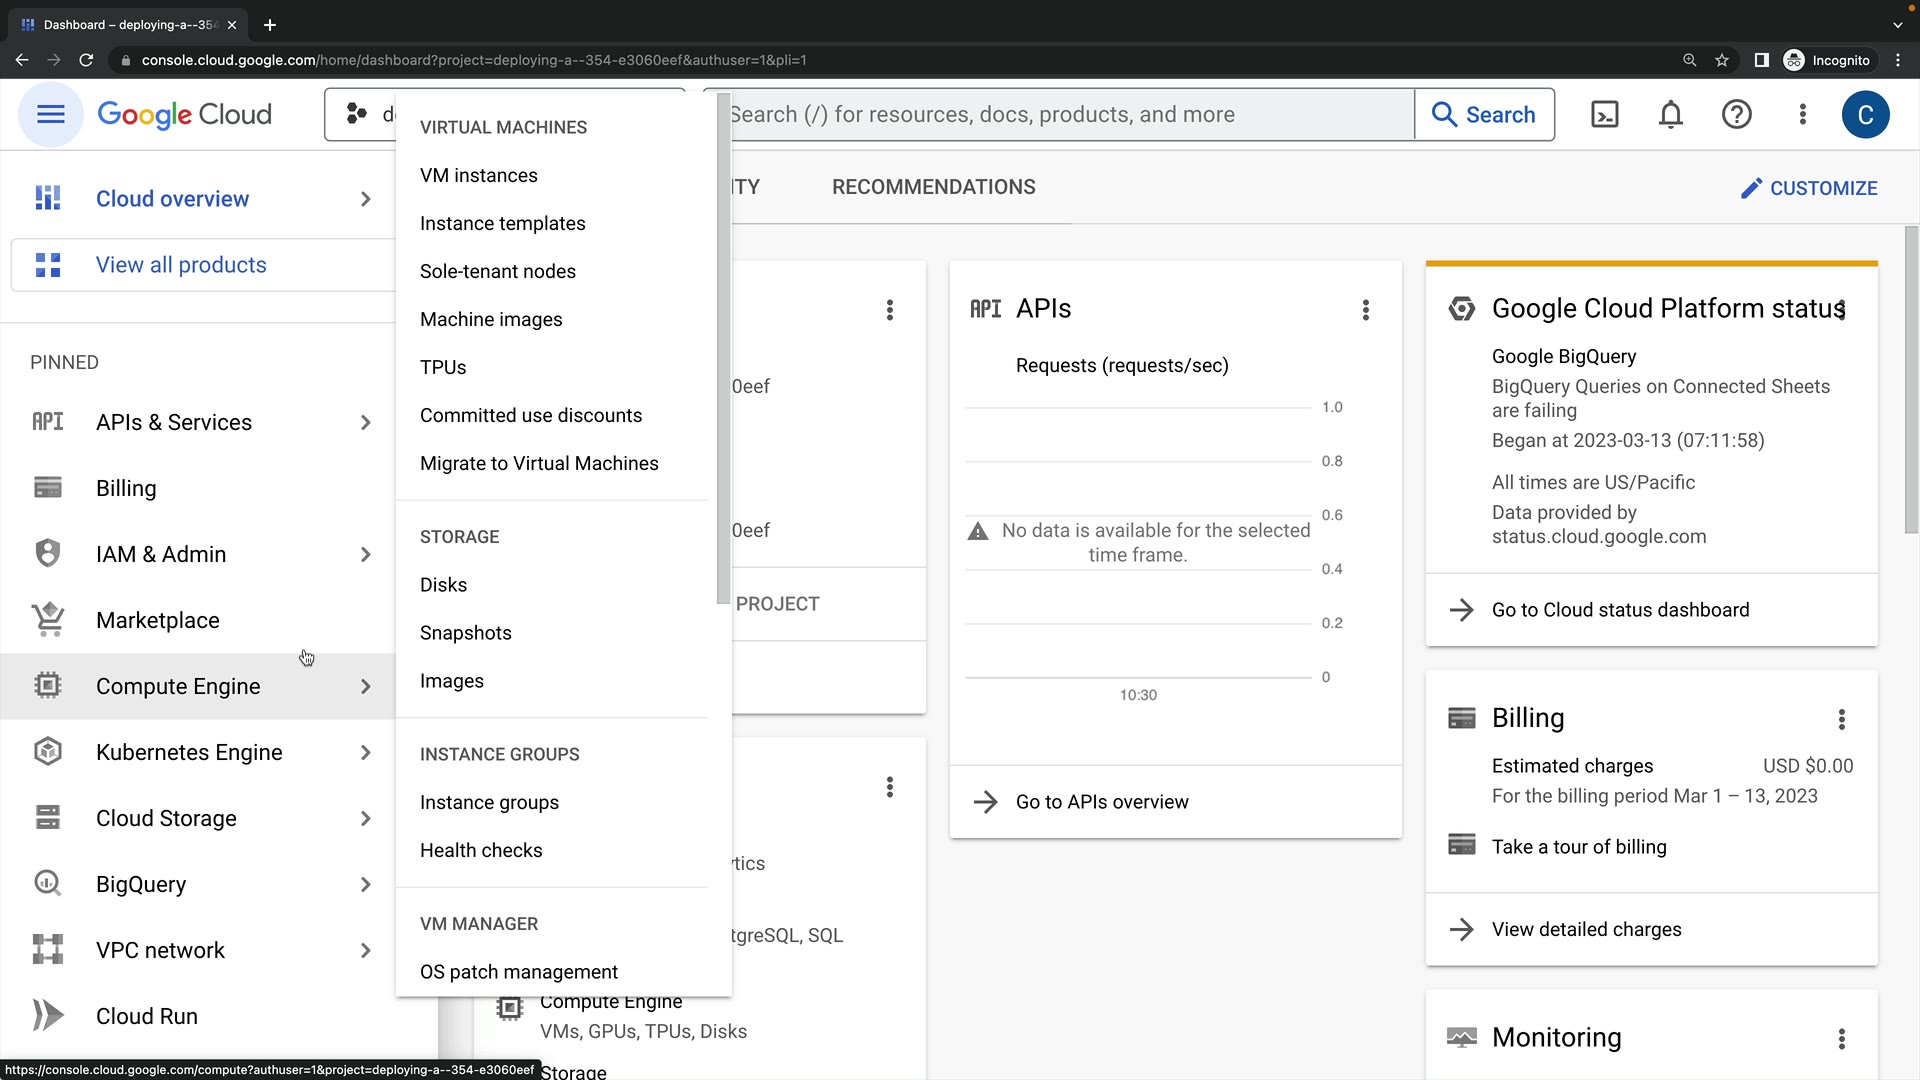 Dashboard – deploying-a--354
console.cloud.google.com/home/dashboard?project=deploying-a--354-e3060eef&authuser=1&pli=1
Incognito
Google Cloud
Search (/) for resources, docs, products, and more
Search
C
Cloud overview
View all products
PINNED
APIs & Services
Billing
IAM & Admin
Marketplace
Compute Engine
Kubernetes Engine
Cloud Storage
BigQuery
VPC network
Cloud Run
https://console.cloud.google.com/compute?authuser=1&project=deploying-a--354-e3060eef
VIRTUAL MACHINES
VM instances
Instance templates
Sole-tenant nodes
Machine images
TPUs
Committed use discounts
Migrate to Virtual Machines
STORAGE
Disks
Snapshots
Images
INSTANCE GROUPS
Instance groups
Health checks
VM MANAGER
OS patch management
RECOMMENDATIONS
CUSTOMIZE
0eef
0eef
PROJECT
tics
tgreSQL, SQL
Compute Engine
VMs, GPUs, TPUs, Disks
Storage
API APIs
Requests (requests/sec)
1.0
0.8
0.6
No data is available for the selected
time frame.
0.4
0.2
0
10:30
Go to APIs overview
Google Cloud Platform status
Google BigQuery
BigQuery Queries on Connected Sheets
are failing
Began at 2023-03-13 (07:11:58)
All times are US/Pacific
Data provided by
status.cloud.google.com
Go to Cloud status dashboard
Billing
Estimated charges USD $0.00
For the billing period Mar 1 – 13, 2023
Take a tour of billing
View detailed charges
Monitoring